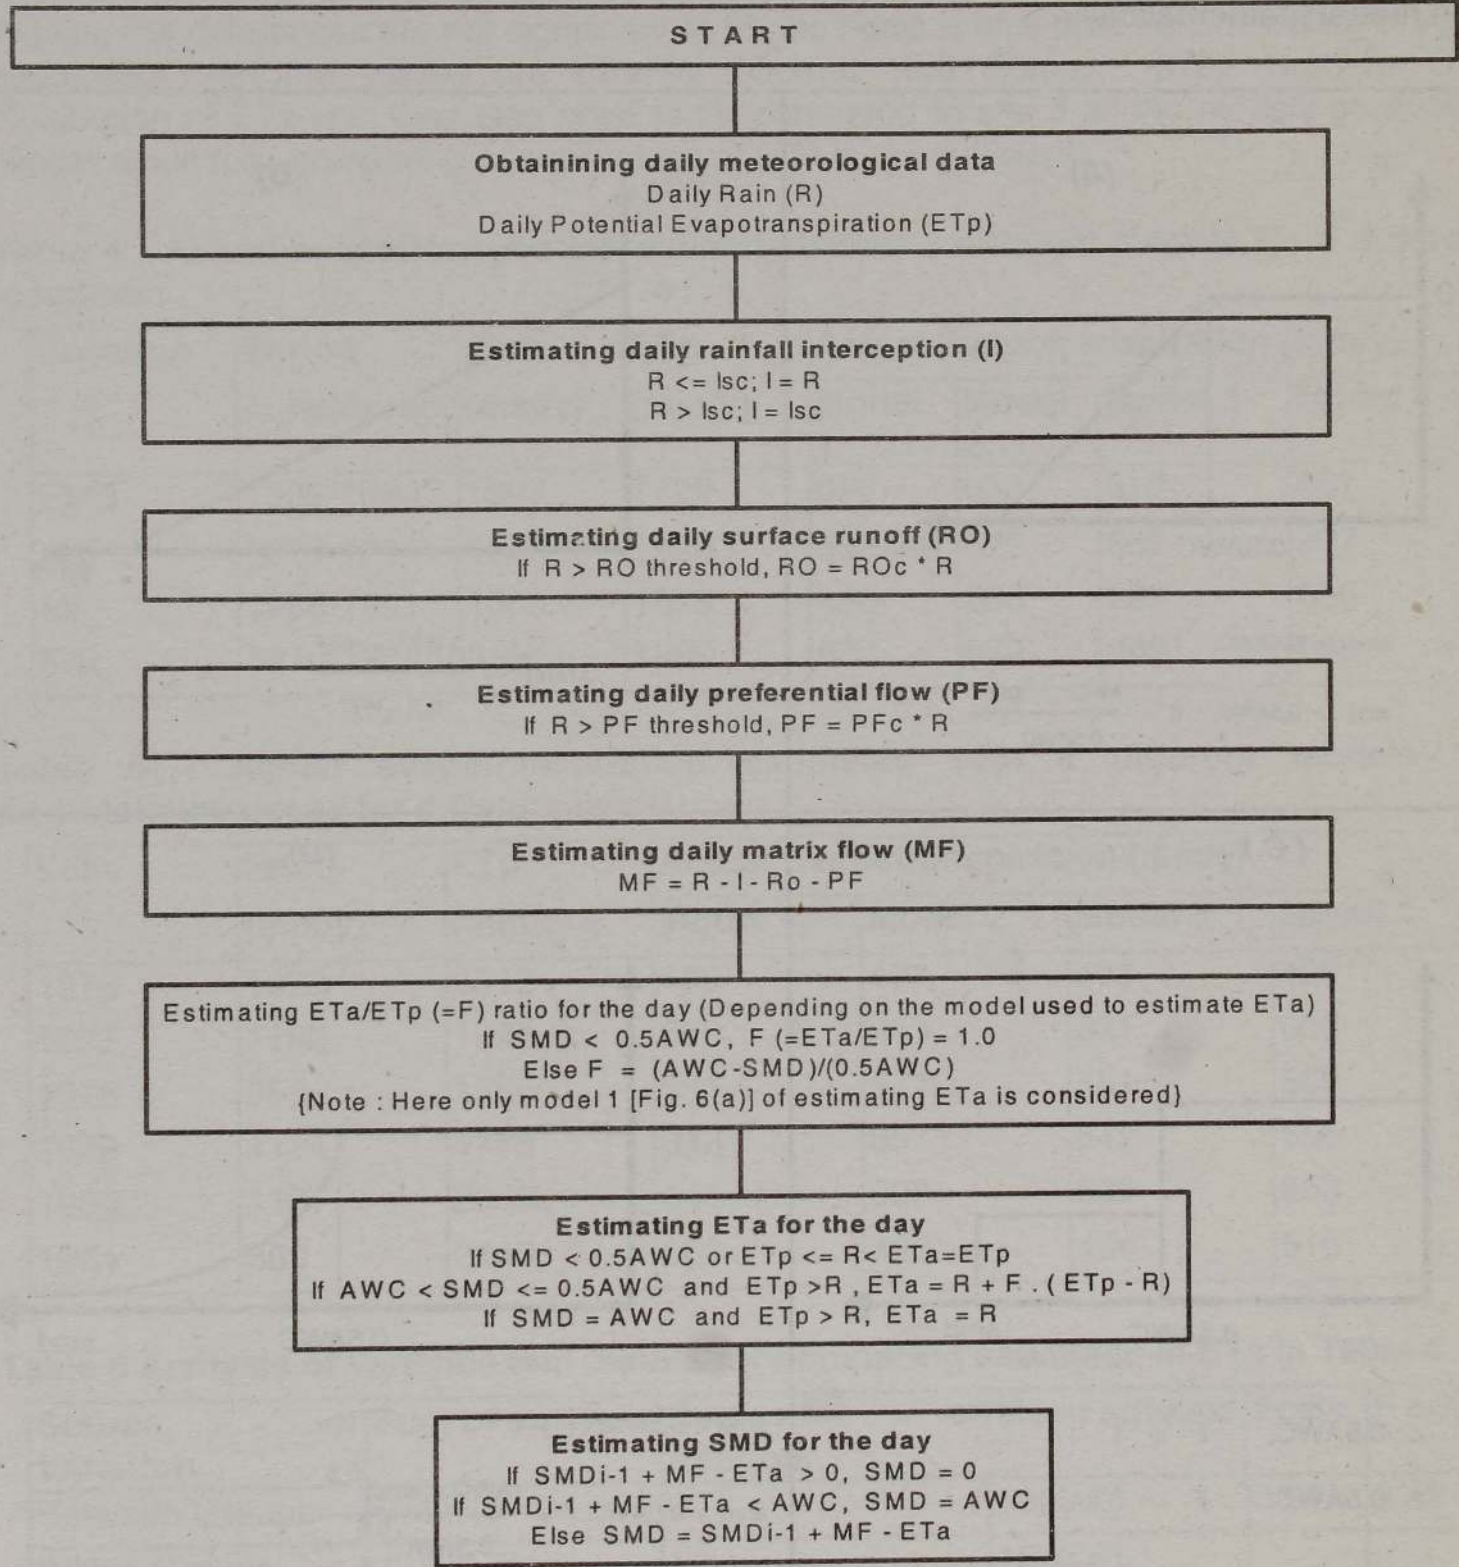 START
Obtainining daily meteorological data
Daily Rain (R)
Daily Potential Evapotranspiration (ETp)
Estimating daily rainfall interception (I)
R <= Isc; I = R
R > Isc; I = Isc
Estimating daily surface runoff (RO)
If R > RO threshold, RO = ROc * R
Estimating daily preferential flow (PF)
If R > PF threshold, PF = PFc * R
Estimating daily matrix flow (MF)
MF = R - I - Ro - PF
Estimating ETa/ETp (=F) ratio for the day (Depending on the model used to estimate ETa)
If SMD < 0.5AWC, F (=ETa/ETp) = 1.0
Else F = (AWC-SMD)/(0.5AWC)
{Note : Here only model 1 [Fig. 6(a)] of estimating ETa is considered}
Estimating ETa for the day
If SMD < 0.5AWC or ETp <= R< ETa=ETp
If AWC < SMD <= 0.5AWC and ETp >R , ETa = R + F . ( ETp - R)
If SMD = AWC and ETp > R, ETa = R
Estimating SMD for the day
If SMDi-1 + MF - ETa > 0, SMD = 0
If SMDi-1 + MF - ETa < AWC, SMD = AWC
Else SMD = SMDi-1 + MF - ETa